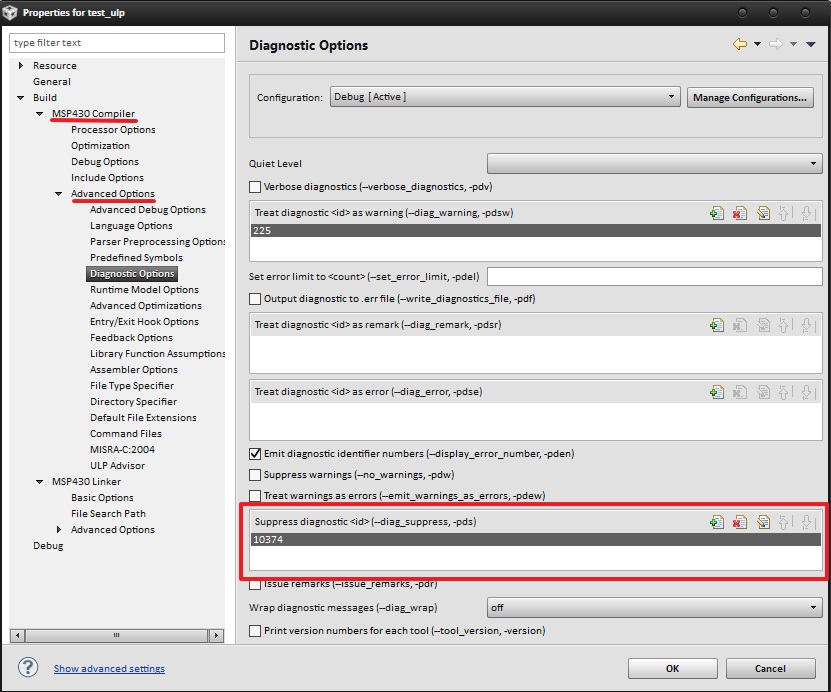 Properties for test_ulp
type filter text
Resource
General
Build
MSP430 Compiler
Processor Options
Optimization
Debug Options
Include Options
Advanced Options
Advanced Debug Options
Language Options
Parser Preprocessing Options
Predefined Symbols
Diagnostic Options
Runtime Model Options
Advanced Optimizations
Entry/Exit Hook Options
Feedback Options
Library Function Assumptions
Assembler Options
File Type Specifier
Directory Specifier
Default File Extensions
Command Files
MISRA-C:2004
ULP Advisor
MSP430 Linker
Basic Options
File Search Path
Advanced Options
Debug
Diagnostic Options
Configuration: Debug [ Active ] Manage Configurations...
Quiet Level
Verbose diagnostics (--verbose_diagnostics, -pdv)
Treat diagnostic <id> as warning (--diag_warning, -pdsw)
225
Set error limit to <count> (--set_error_limit, -pdel)
Output diagnostic to .err file (--write_diagnostics_file, -pdf)
Treat diagnostic <id> as remark (--diag_remark, -pdsr)
Treat diagnostic <id> as error (--diag_error, -pdse)
Emit diagnostic identifier numbers (--display_error_number, -pden)
Suppress warnings (--no_warnings, -pdw)
Treat warnings as errors (--emit_warnings_as_errors, -pdew)
Suppress diagnostic <id> (--diag_suppress, -pds)
10374
Issue remarks (--issue_remarks, -pdr)
Wrap diagnostic messages (--diag_wrap) off
Print version numbers for each tool (--tool_version, -version)
Show advanced settings
OK Cancel